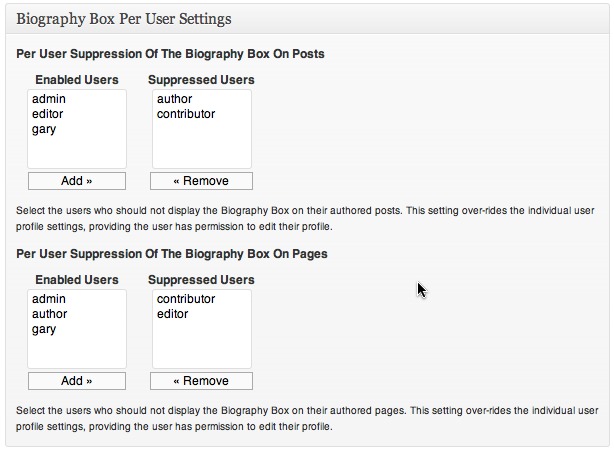 Biography Box Per User Settings
Per User Suppression Of The Biography Box On Posts
Enabled Users Suppressed Users
admin author
editor contributor
gary
Add » « Remove
Select the users who should not display the Biography Box on their authored posts. This setting over-rides the individual user
profile settings, providing the user has permission to edit their profile.
Per User Suppression Of The Biography Box On Pages
Enabled Users Suppressed Users
admin contributor
author editor
gary
Add » « Remove
Select the users who should not display the Biography Box on their authored pages. This setting over-rides the individual user
profile settings, providing the user has permission to edit their profile.